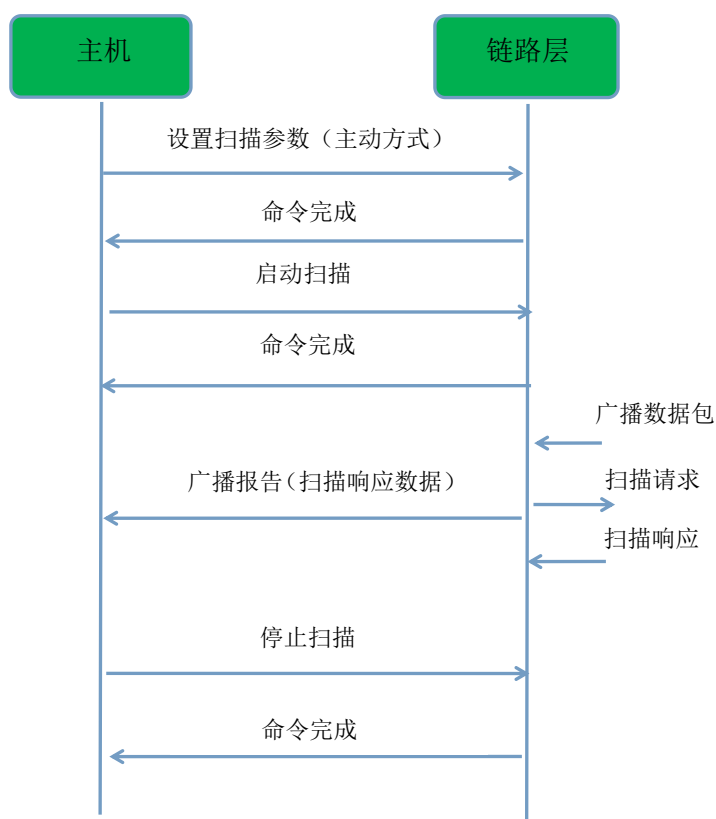 主机
链路层
设置扫描参数（主动方式）
命令完成
启动扫描
命令完成
广播数据包
广播报告（扫描响应数据）
扫描请求
扫描响应
停止扫描
命令完成